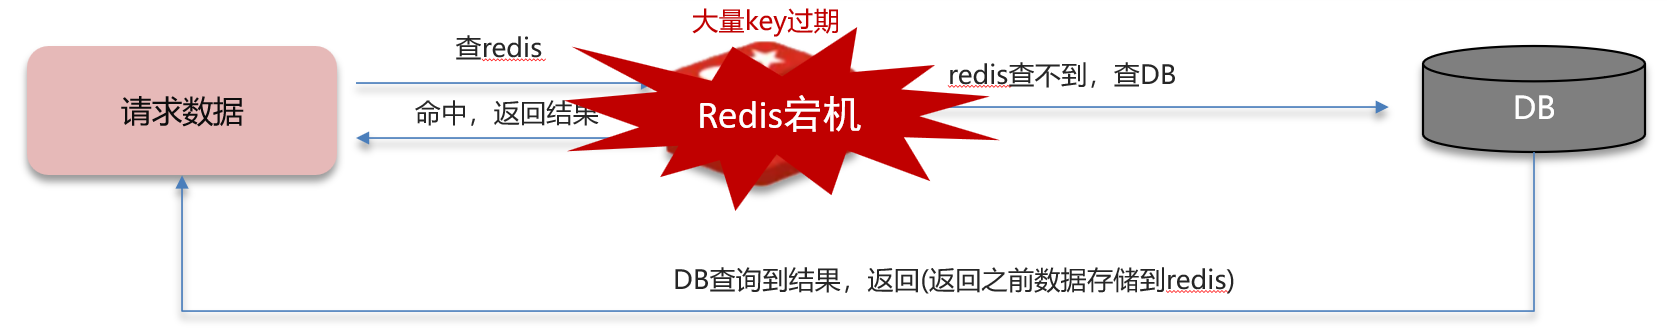 大量key过期
查redis
请求数据
命中，返回结果
Redis宕机
redis查不到，查DB
DB
DB查询到结果，返回(返回之前数据存储到redis)